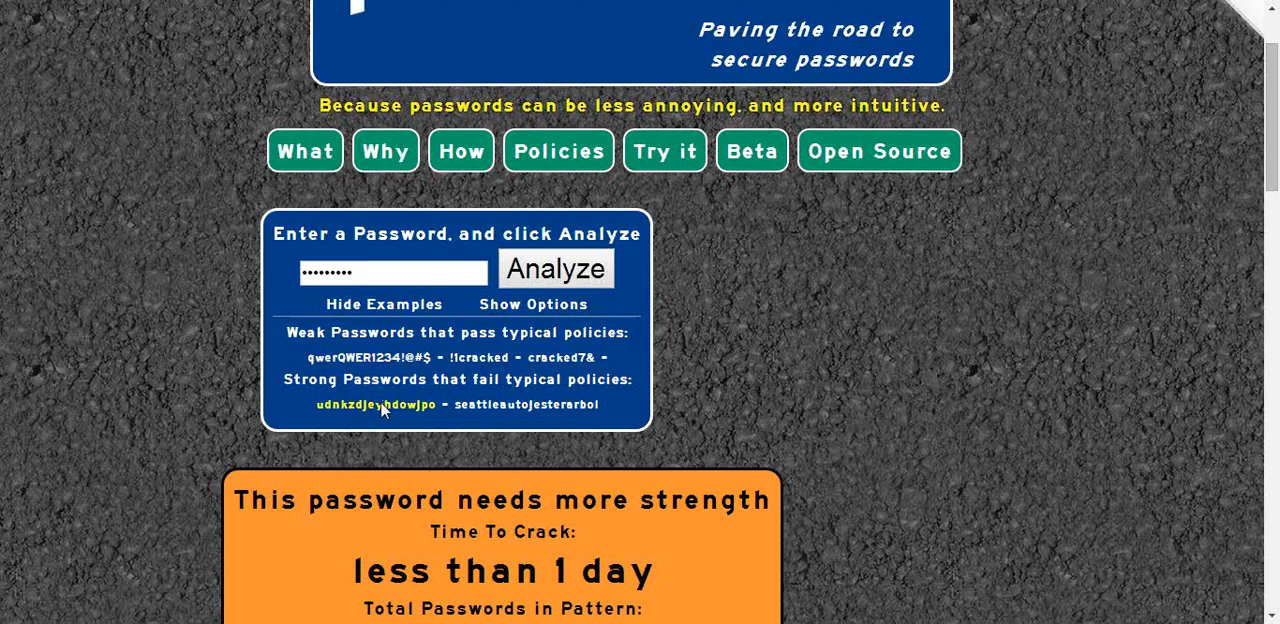 Paving the road to
secure passwords
Because passwords can be less annoying, and more intuitive.
What Why How Policies Try it Beta Open Source
Enter a Password, and click Analyze
••••••••• Analyze
Hide Examples Show Options
Weak Passwords that pass typical policies:
qwerQWER1234!@#$ - !1cracked - cracked7& -
Strong Passwords that fail typical policies:
- seattleautojesterarbol
This password needs more strength
Time To Crack:
less than 1 day
Total Passwords in Pattern: